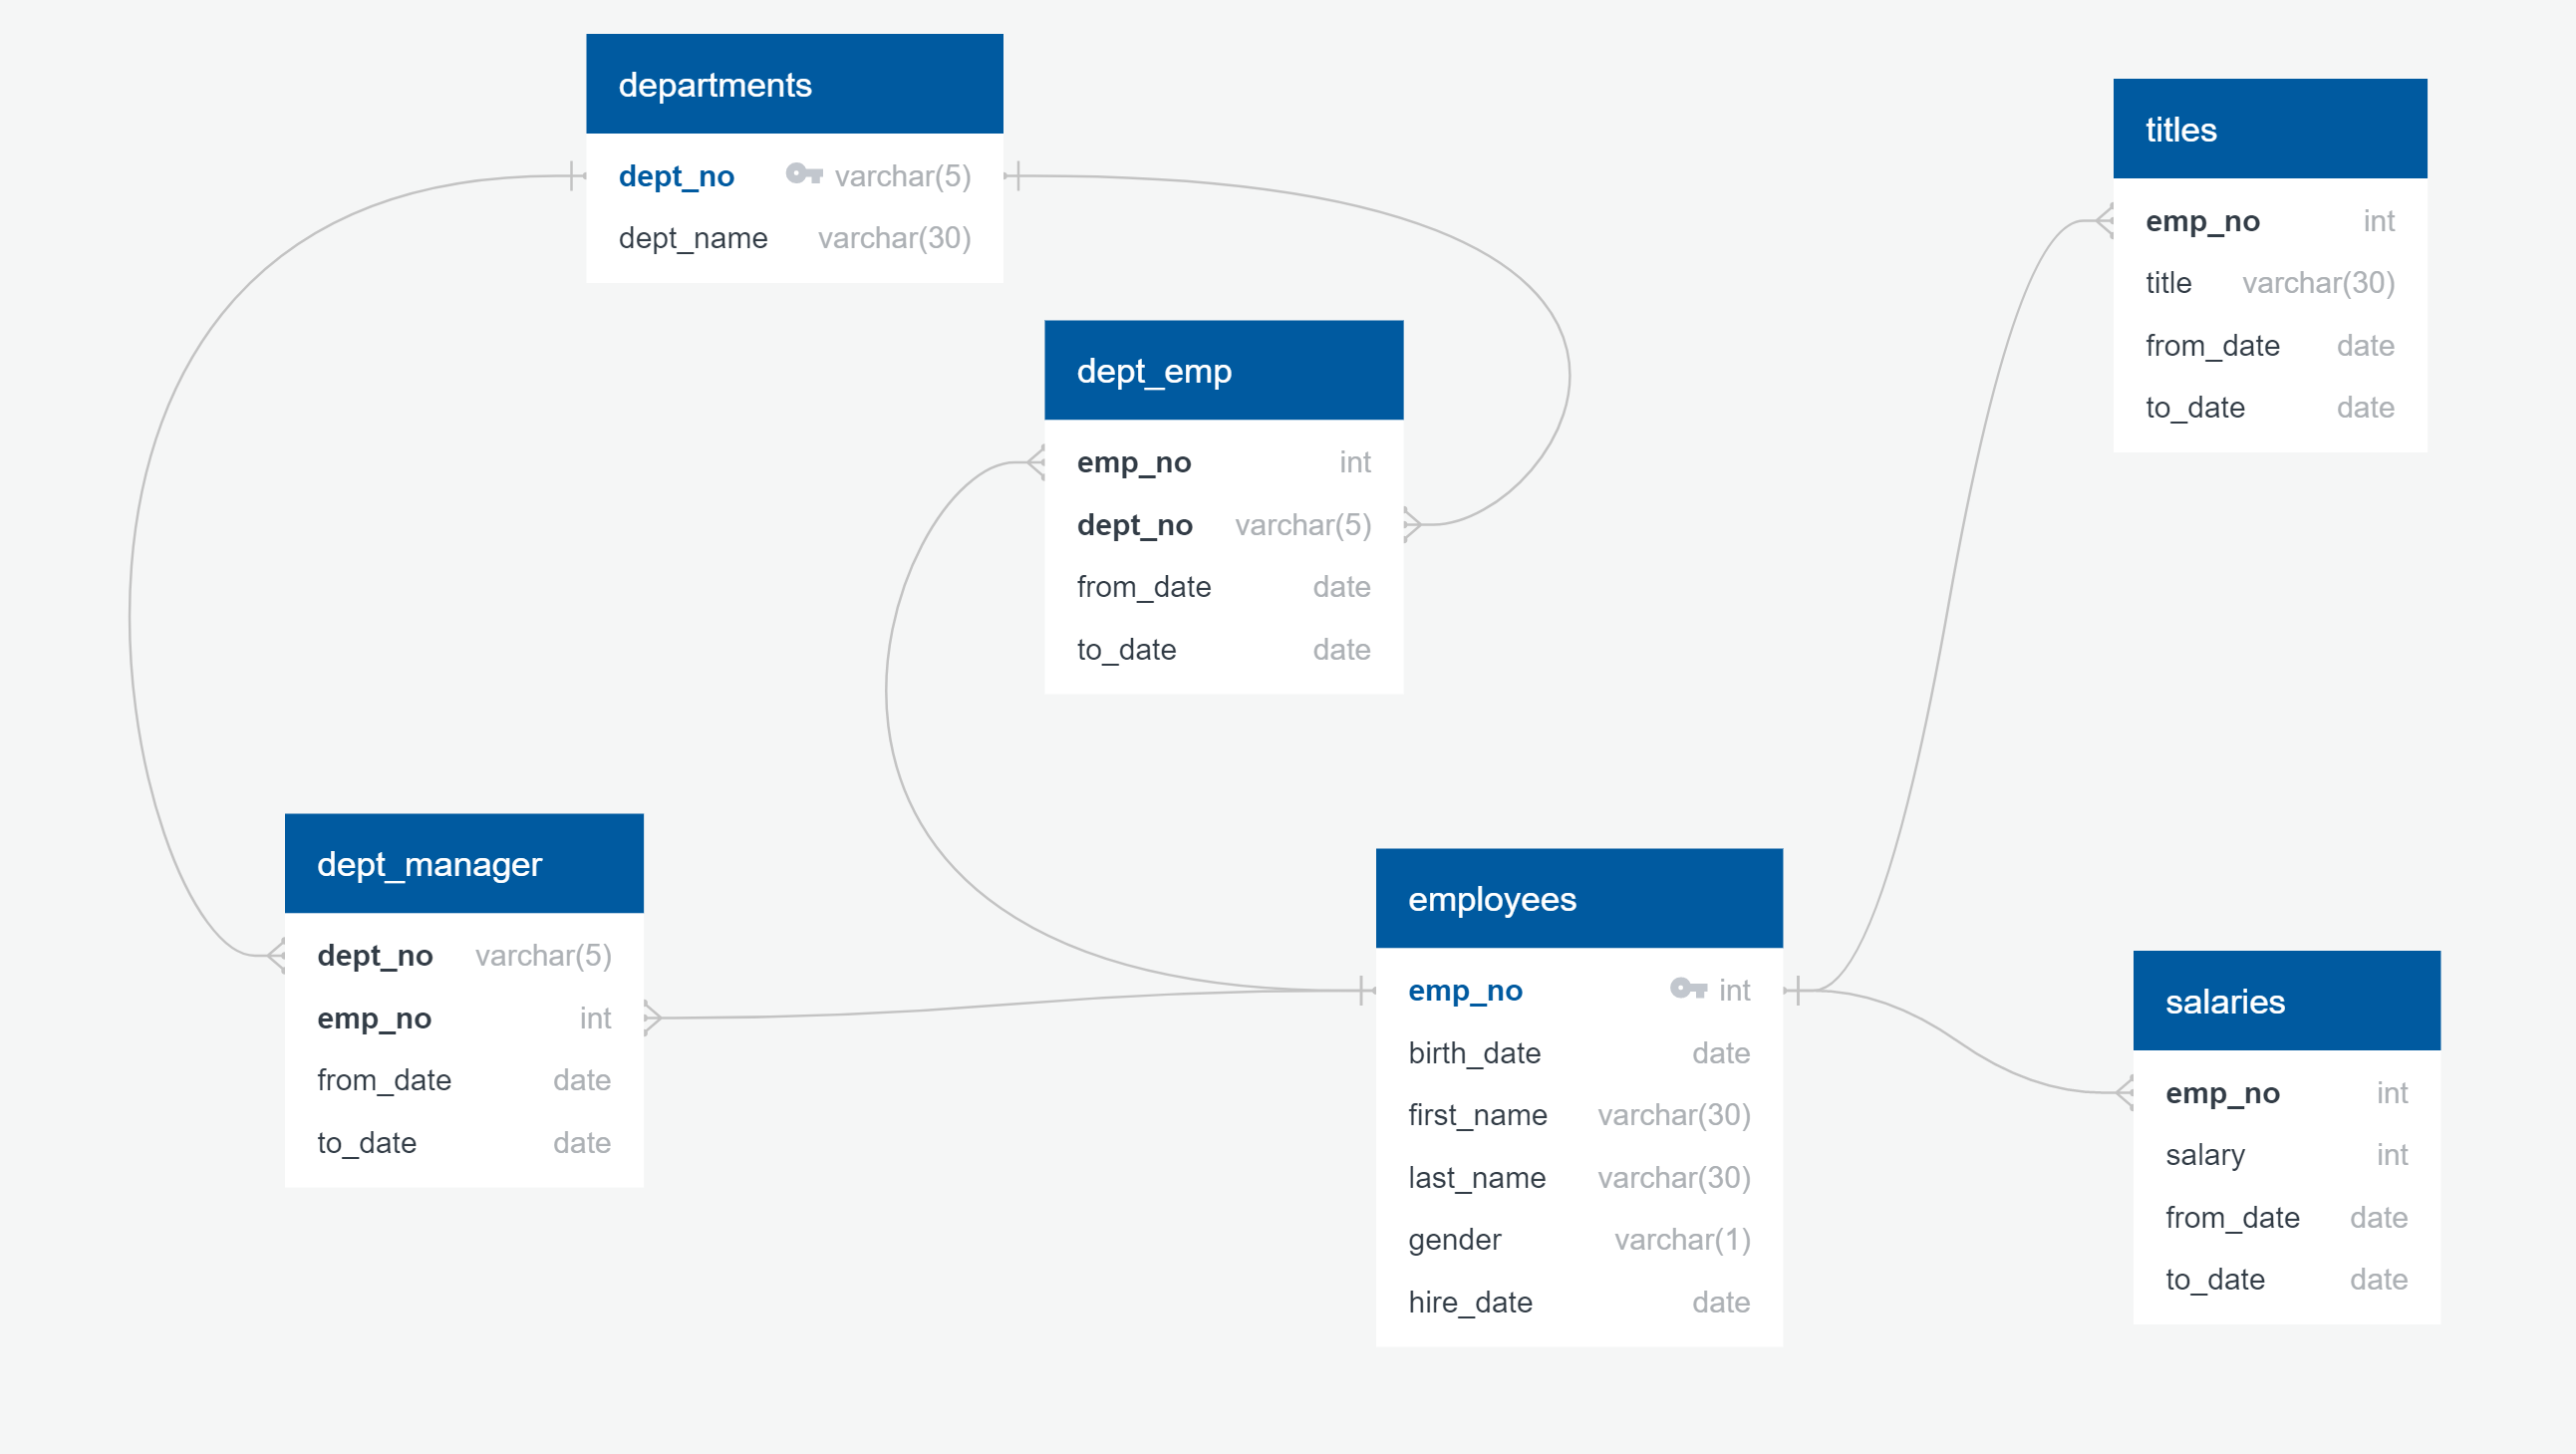 departments
dept_no varchar(5)
dept_name varchar(30)
titles
emp_no int
title varchar(30)
from_date date
to_date date
dept_emp
emp_no int
dept_no varchar(5)
from_date date
to_date date
dept_manager
dept_no varchar(5)
emp_no int
from_date date
to_date date
employees
emp_no int
birth_date date
first_name varchar(30)
last_name varchar(30)
gender varchar(1)
hire_date date
salaries
emp_no int
salary int
from_date date
to_date date